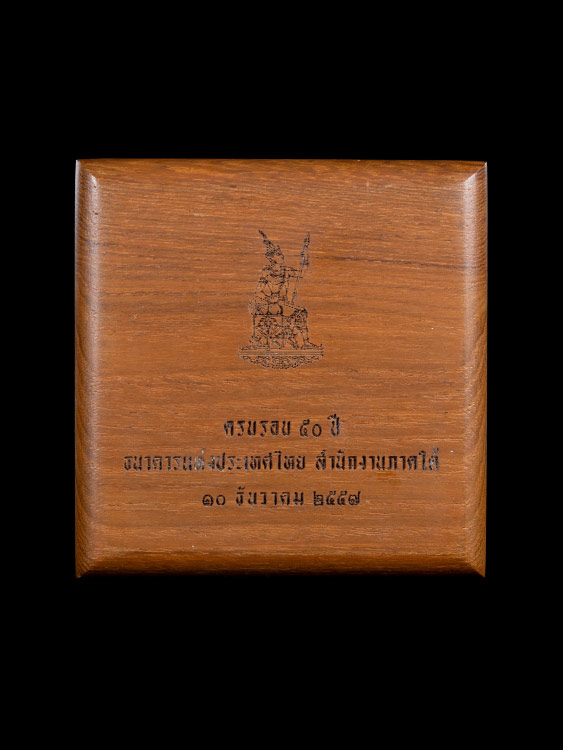 ครบรอบ ๕๐ ปี
ธนาคารแห่งประเทศไทย สำนักงานภาคใต้
๑๐ ธันวาคม ๒๕๕๗